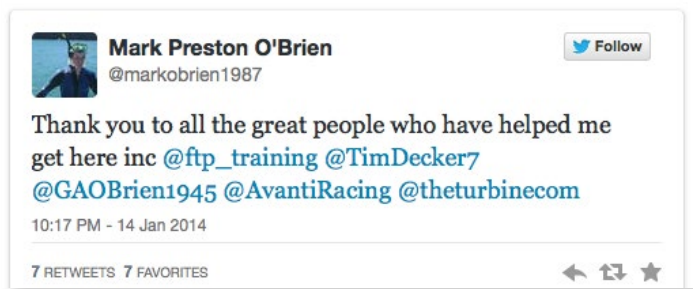 Mark Preston O'Brien
Follow
@markobrien1987
Thank you to all the great people who have helped me
get here inc @ftp_training @TimDecker7
@GAOBrien1945 @AvantiRacing @theturbinecom
10:17 PM - 14 Jan 2014
7 RETWEETS 7 FAVORITES